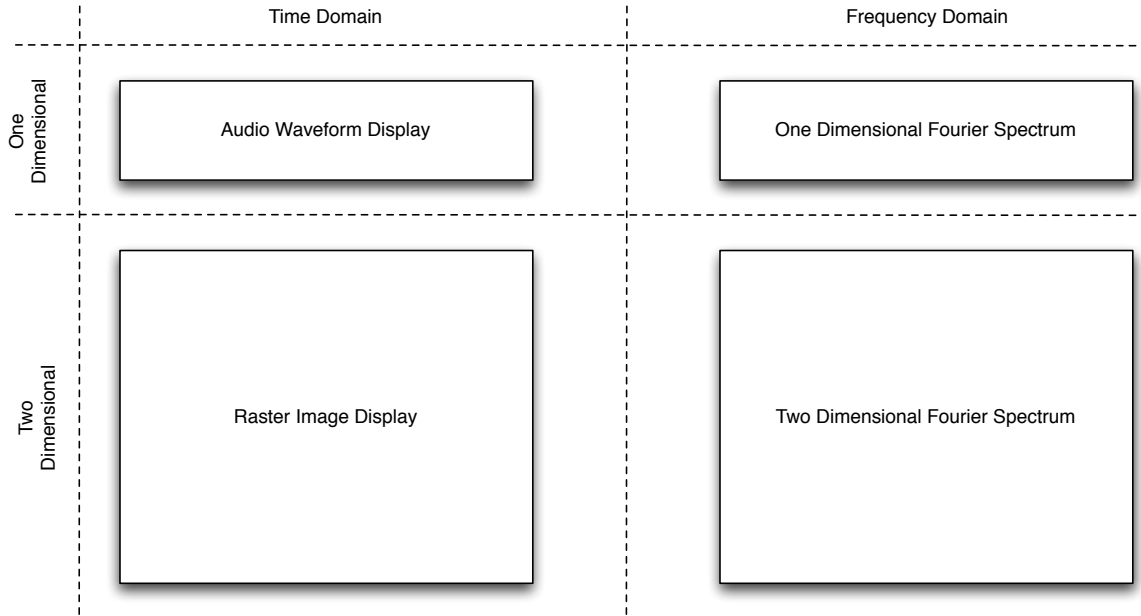 Time Domain
Frequency Domain
One
Dimensional
Audio Waveform Display
One Dimensional Fourier Spectrum
Two
Dimensional
Raster Image Display
Two Dimensional Fourier Spectrum